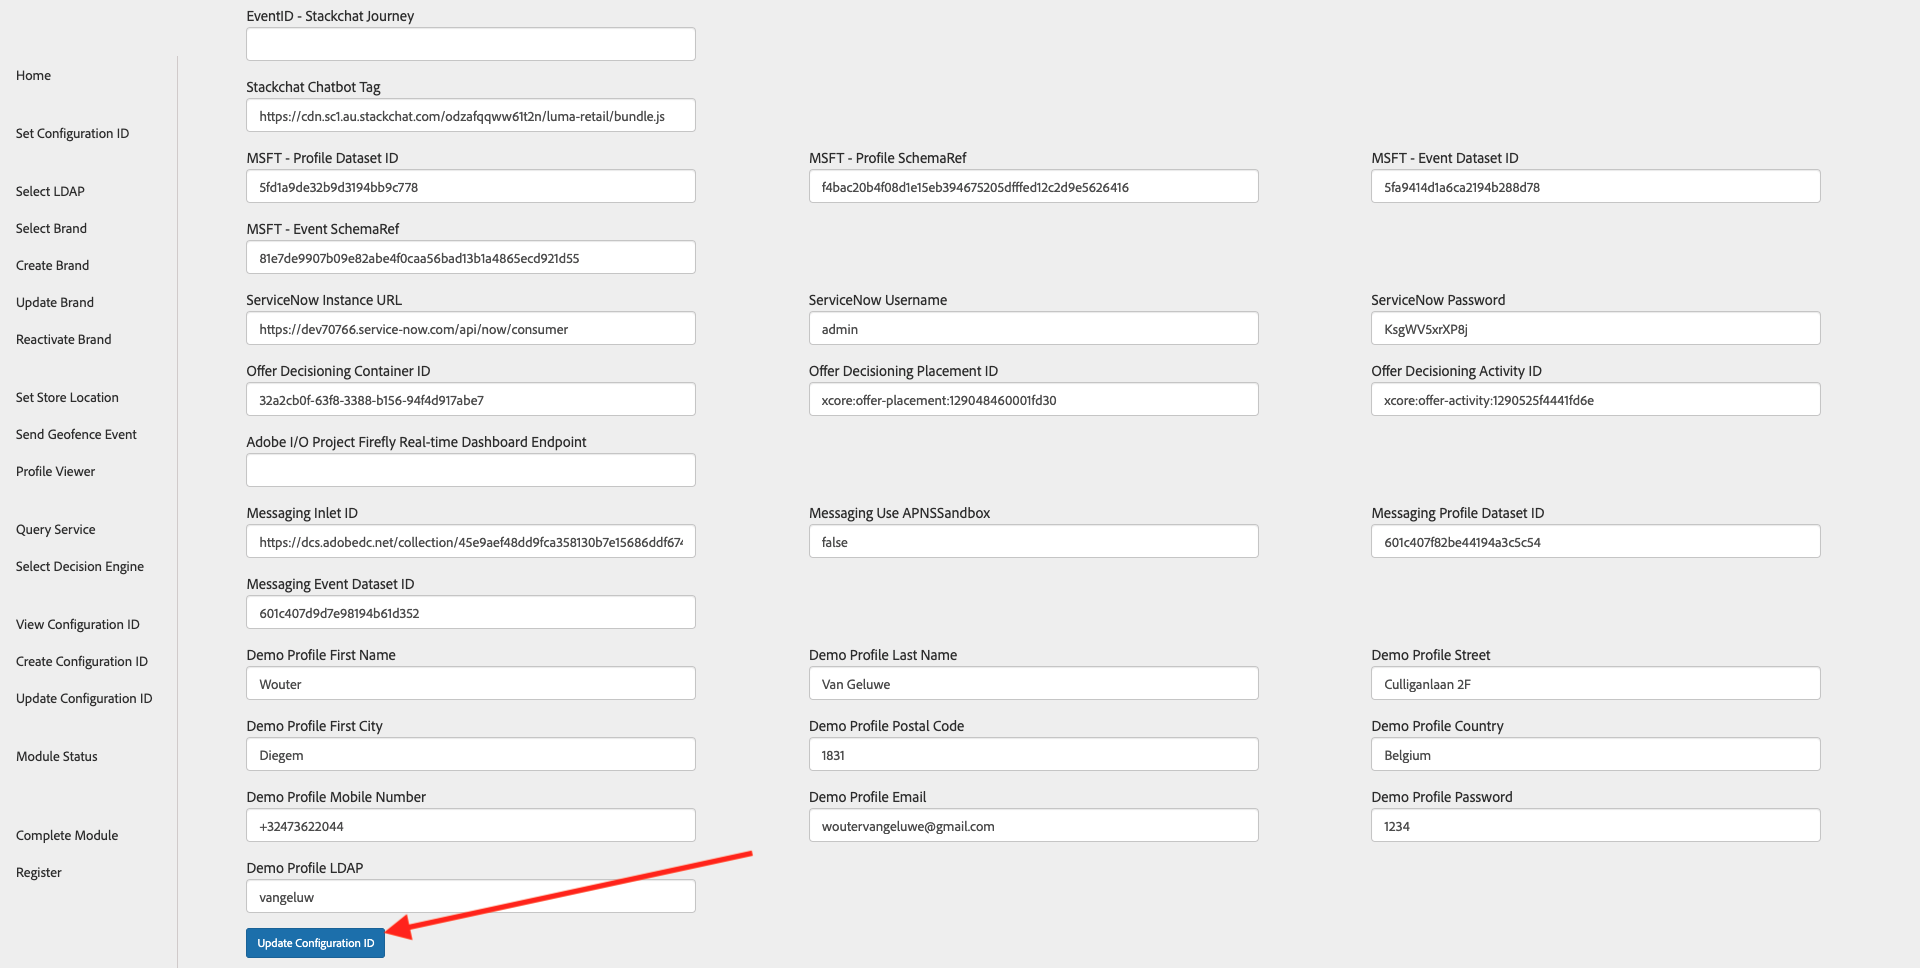 EventID - Stackchat Journey
Home
Set Configuration ID
Select LDAP
Select Brand
Create Brand
Update Brand
Reactivate Brand
Set Store Location
Send Geofence Event
Profile Viewer
Query Service
Select Decision Engine
View Configuration ID
Create Configuration ID
Update Configuration ID
Module Status
Complete Module
Register
Stackchat Chatbot Tag
https://cdn.sc1.au.stackchat.com/odzafqqww61t2n/luma-retail/bundle.js
MSFT - Profile Dataset ID
5fd1a9de32b9d3194bb9c778
MSFT - Profile SchemaRef
f4bac20b4f08d1e15eb394675205dfffed12c2d9e5626416
MSFT - Event Dataset ID
5fa9414d1a6ca2194b288d78
MSFT - Event SchemaRef
81e7de9907b09e82abe4f0caa56bad13b1a4865ecd921d55
ServiceNow Instance URL
https://dev70766.service-now.com/api/now/consumer
ServiceNow Username
admin
ServiceNow Password
KsgWV5xrXP8j
Offer Decisioning Container ID
32a2cb0f-63f8-3388-b156-94f4d917abe7
Offer Decisioning Placement ID
xcore:offer-placement:129048460001fd30
Offer Decisioning Activity ID
xcore:offer-activity:1290525f4441fd6e
Adobe I/O Project Firefly Real-time Dashboard Endpoint
Messaging Inlet ID
https://dcs.adobedc.net/collection/45e9aef48dd9fca358130b7e15686ddf674
Messaging Use APNSSandbox
false
Messaging Profile Dataset ID
601c407f82be44194a3c5c54
Messaging Event Dataset ID
601c407d9d7e98194b61d352
Demo Profile First Name
Wouter
Demo Profile Last Name
Van Geluwe
Demo Profile Street
Culliganlaan 2F
Demo Profile First City
Diegem
Demo Profile Postal Code
1831
Demo Profile Country
Belgium
Demo Profile Mobile Number
+32473622044
Demo Profile Email
woutervangeluwe@gmail.com
Demo Profile Password
1234
Demo Profile LDAP
vangeluw
Update Configuration ID